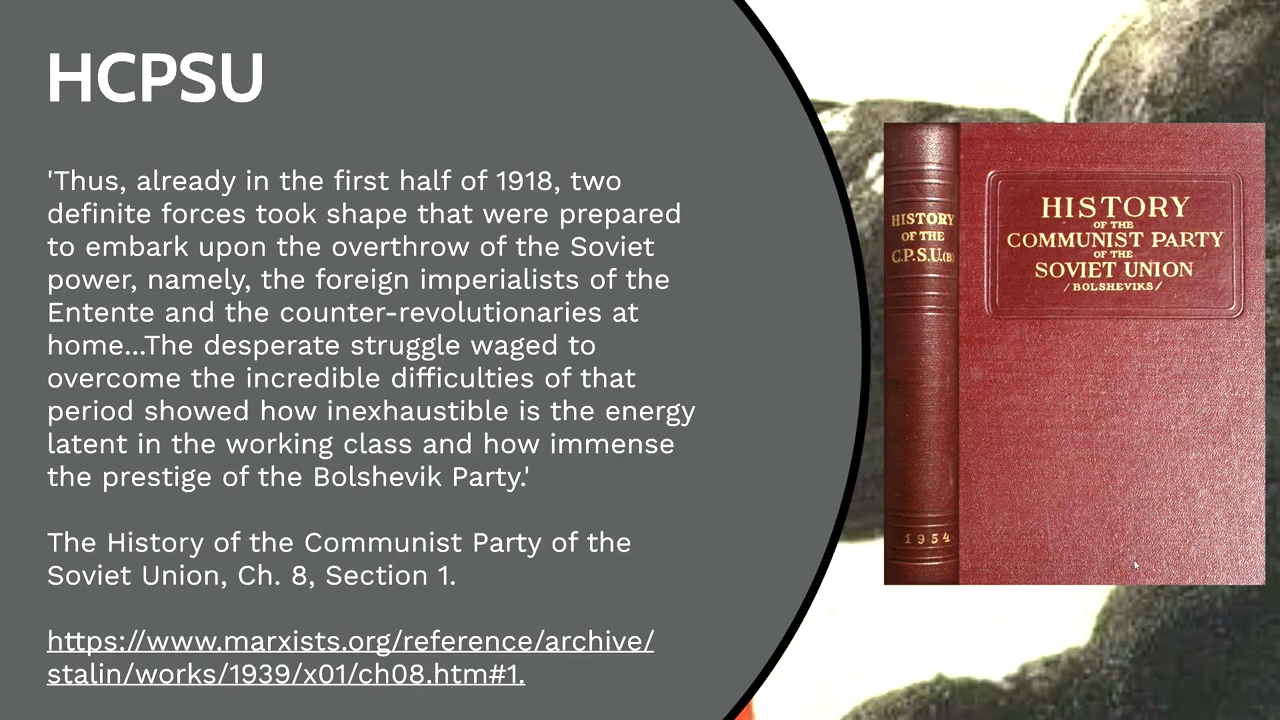 HCPSU
'Thus, already in the first half of 1918, two
definite forces took shape that were prepared
to embark upon the overthrow of the Soviet
power, namely, the foreign imperialists of the
Entente and the counter-revolutionaries at
home...The desperate struggle waged to
overcome the incredible difficulties of that
period showed how inexhaustible is the energy
latent in the working class and how immense
the prestige of the Bolshevik Party.'
The History of the Communist Party of the
Soviet Union, Ch. 8, Section 1.
https://www.marxists.org/reference/archive/
stalin/works/1939/x01/ch08.htm#1.
HISTORY
OF THE
C.P.S.U.(B)
1954
HISTORY
OF THE
COMMUNIST PARTY
OF THE
SOVIET UNION
/BOLSHEVIKS/